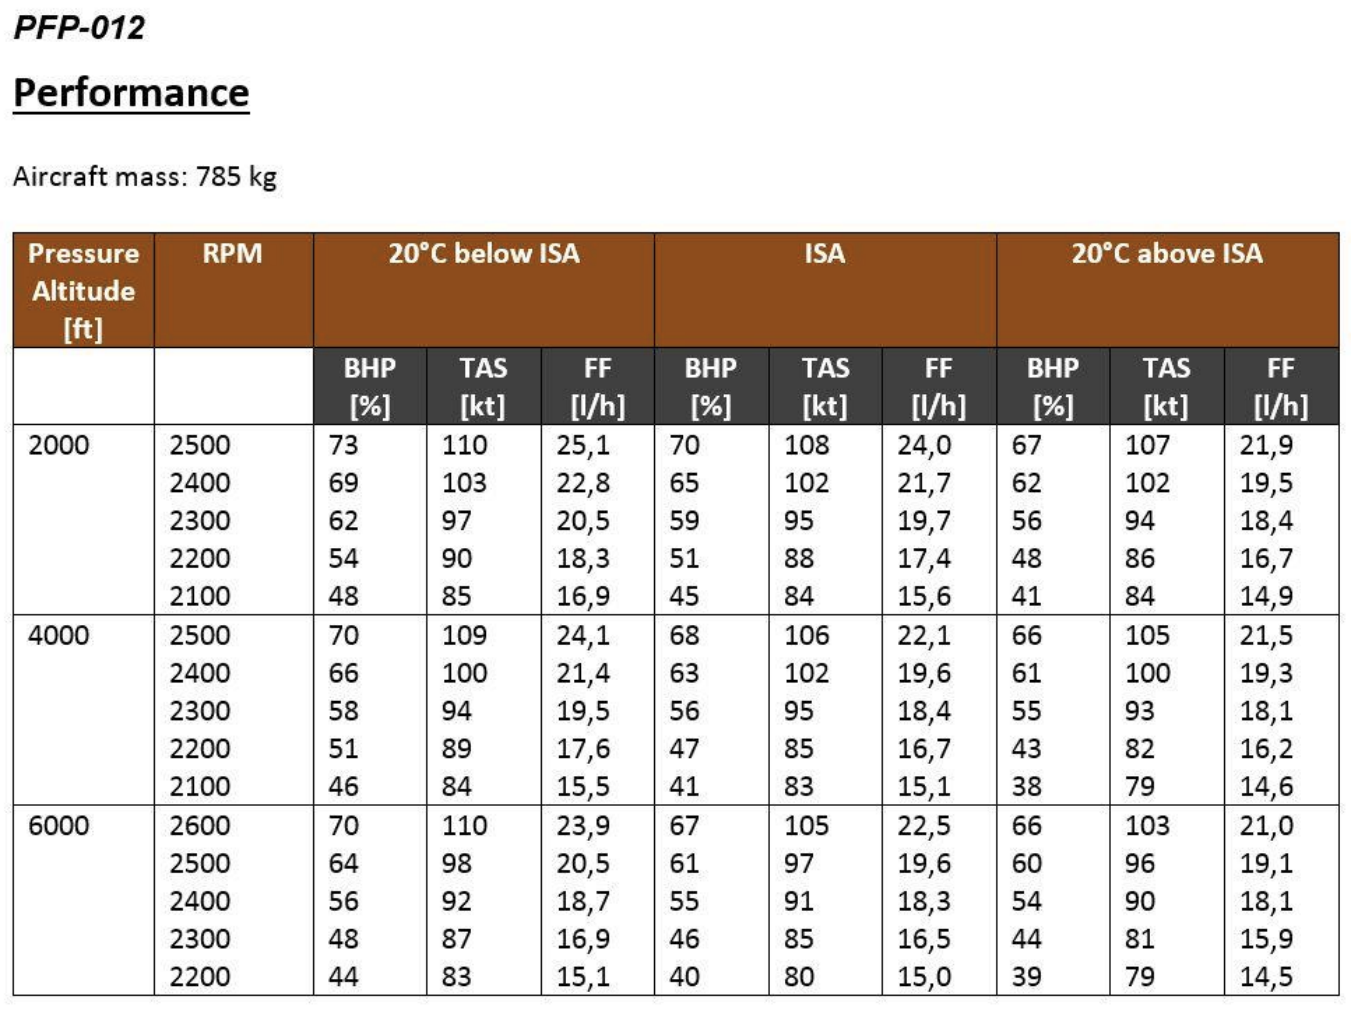 PFP-012
Performance
Aircraft mass: 785 kg
Pressure Altitude [ft] RPM 20°C below ISA ISA 20°C above ISA
BHP [%] TAS [kt] FF [l/h] BHP [%] TAS [kt] FF [l/h] BHP [%] TAS [kt] FF [l/h]
2000 2500 73 110 25,1 70 108 24,0 67 107 21,9
2400 69 103 22,8 65 102 21,7 62 102 19,5
2300 62 97 20,5 59 95 19,7 56 94 18,4
2200 54 90 18,3 51 88 17,4 48 86 16,7
2100 48 85 16,9 45 84 15,6 41 84 14,9
4000 2500 70 109 24,1 68 106 22,1 66 105 21,5
2400 66 100 21,4 63 102 19,6 61 100 19,3
2300 58 94 19,5 56 95 18,4 55 93 18,1
2200 51 89 17,6 47 85 16,7 43 82 16,2
2100 46 84 15,5 41 83 15,1 38 79 14,6
6000 2600 70 110 23,9 67 105 22,5 66 103 21,0
2500 64 98 20,5 61 97 19,6 60 96 19,1
2400 56 92 18,7 55 91 18,3 54 90 18,1
2300 48 87 16,9 46 85 16,5 44 81 15,9
2200 44 83 15,1 40 80 15,0 39 79 14,5